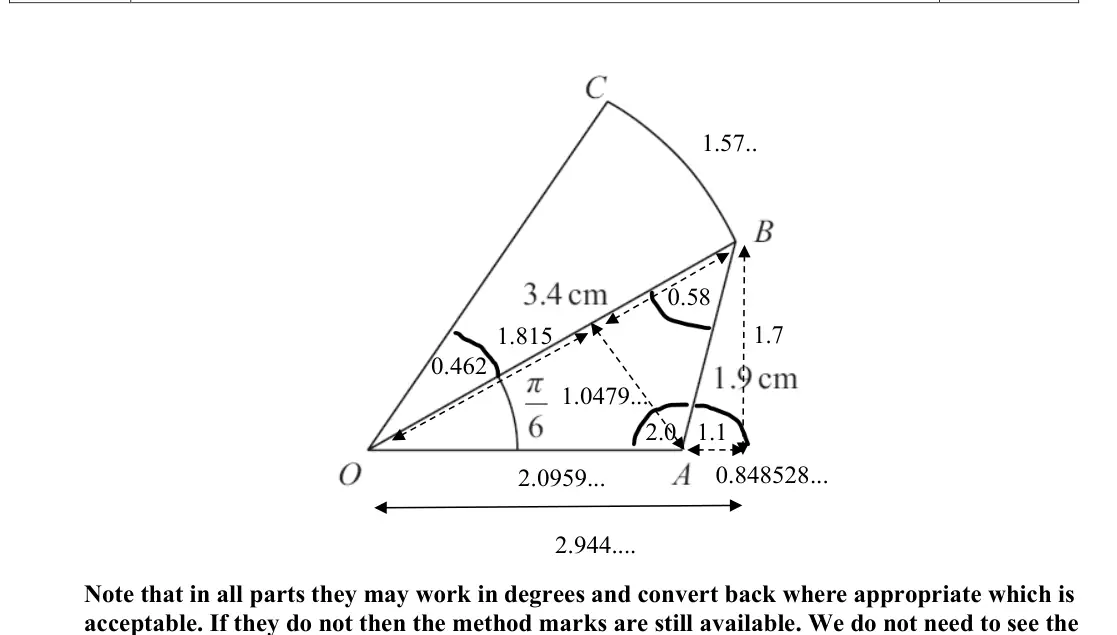 C
1.57..
B
3.4 cm
0.58
1.815
1.7
0.462
π/6
1.0479...
1.9 cm
2.0
1.1
O
2.0959...
A
0.848528...
2.944....
Note that in all parts they may work in degrees and convert back where appropriate which is
acceptable. If they do not then the method marks are still available. We do not need to see the